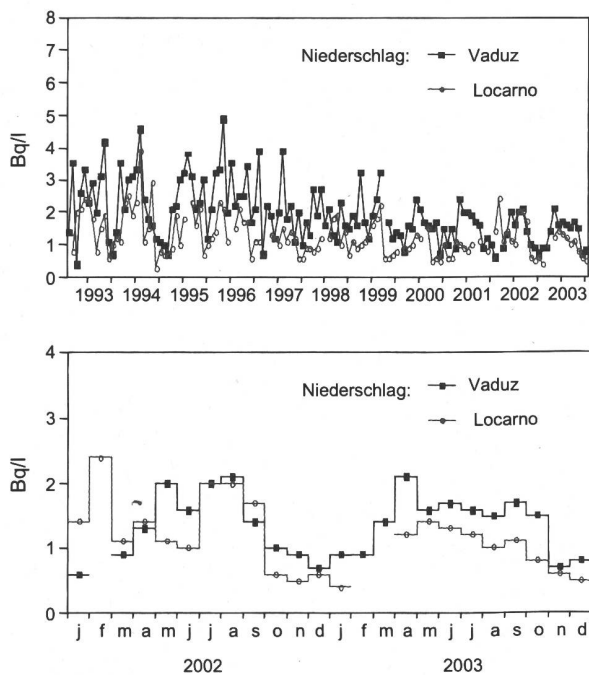 8
7
6
5
4
3
2
1
0
Bq/l
Niederschlag: Vaduz
Locarno
1993 1994 1995 1996 1997 1998 1999 2000 2001 2002 2003
4
3
2
1
0
Bq/l
Niederschlag: Vaduz
Locarno
j f m a m j j a s o n d j f m a m j j a s o n d
2002 2003